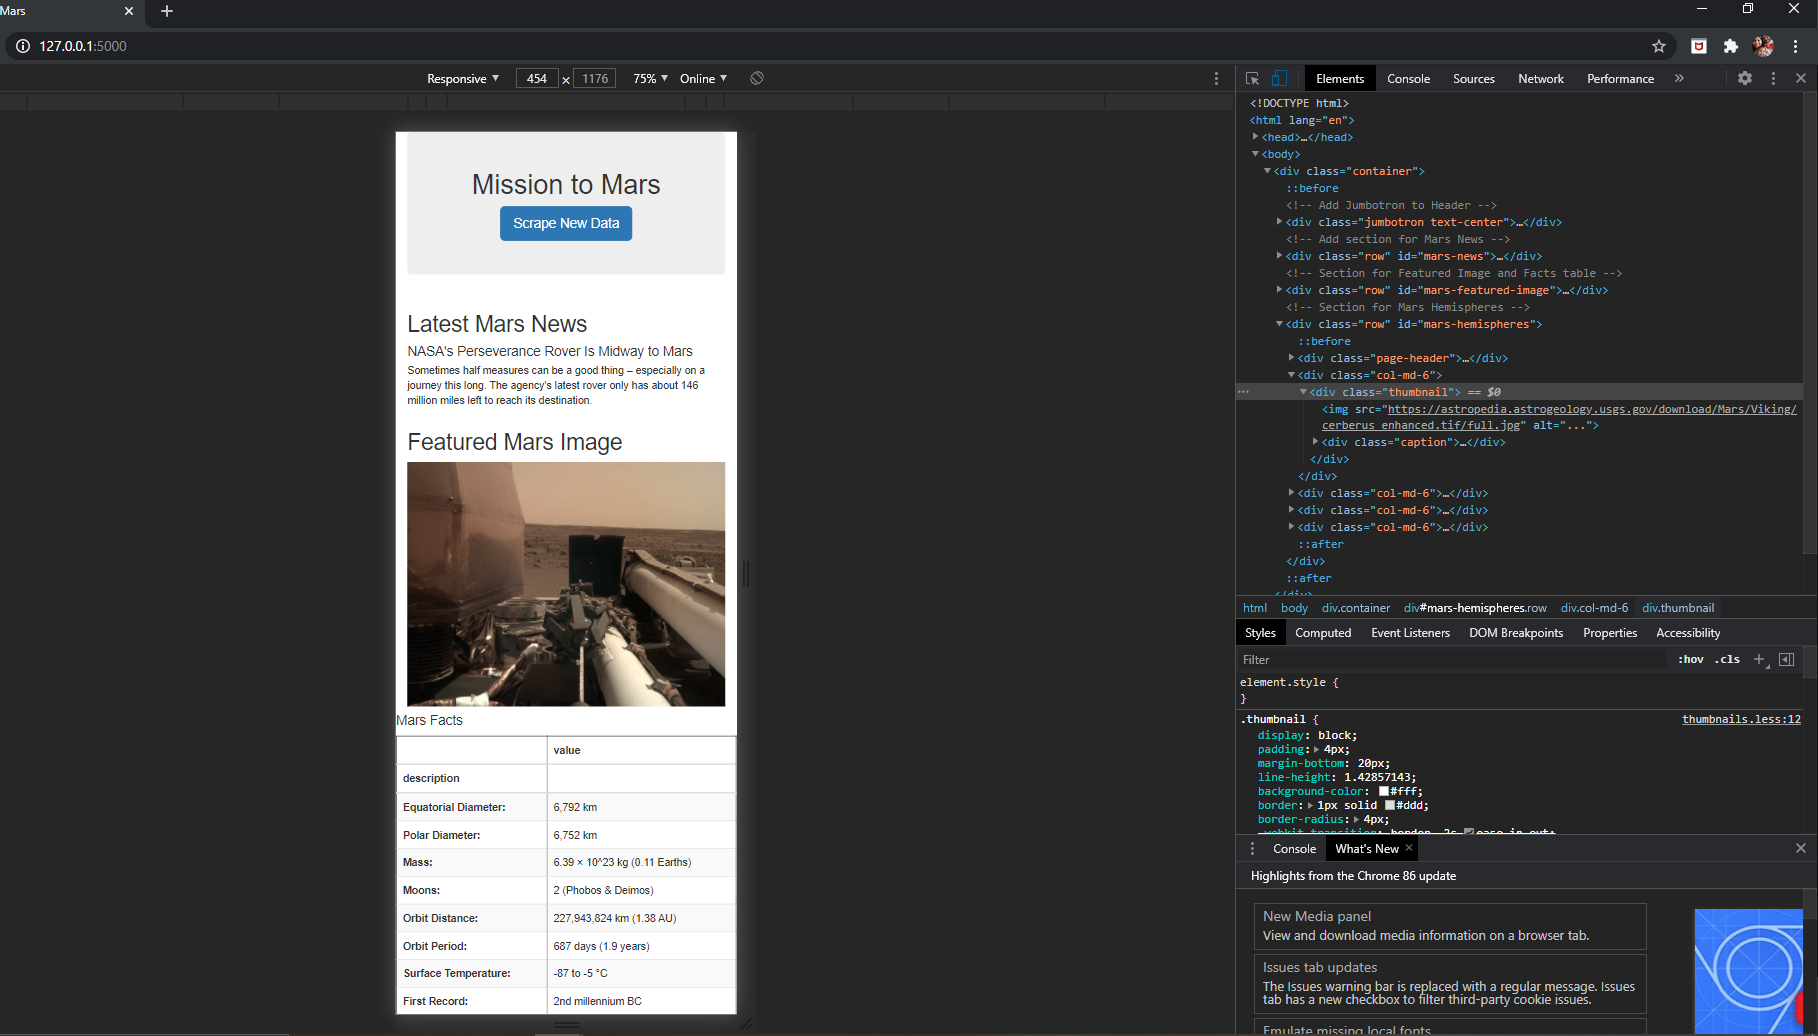 Mars
127.0.0.1:5000
Responsive 454 x 1176 75% Online
Mission to Mars
Scrape New Data
Latest Mars News
NASA's Perseverance Rover Is Midway to Mars
Sometimes half measures can be a good thing – especially on a
journey this long. The agency's latest rover only has about 146
million miles left to reach its destination.
Featured Mars Image
Mars Facts
value
description
Equatorial Diameter: 6,792 km
Polar Diameter: 6,752 km
Mass: 6.39 × 10^23 kg (0.11 Earths)
Moons: 2 (Phobos & Deimos)
Orbit Distance: 227,943,824 km (1.38 AU)
Orbit Period: 687 days (1.9 years)
Surface Temperature: -87 to -5 °C
First Record: 2nd millennium BC
Elements Console Sources Network Performance »
<!DOCTYPE html>
<html lang="en">
<head>…</head>
<body>
<div class="container">
::before
<!-- Add Jumbotron to Header -->
<div class="jumbotron text-center">…</div>
<!-- Add section for Mars News -->
<div class="row" id="mars-news">…</div>
<!-- Section for Featured Image and Facts table -->
<div class="row" id="mars-featured-image">…</div>
<!-- Section for Mars Hemispheres -->
<div class="row" id="mars-hemispheres">
::before
<div class="page-header">…</div>
<div class="col-md-6">
<div class="thumbnail"> == $0
<img src="https://astropedia.astrogeology.usgs.gov/download/Mars/Viking/
cerberus_enhanced.tif/full.jpg" alt="...">
<div class="caption">…</div>
</div>
</div>
<div class="col-md-6">…</div>
<div class="col-md-6">…</div>
<div class="col-md-6">…</div>
::after
</div>
::after
</div>
html body div.container div#mars-hemispheres.row div.col-md-6 div.thumbnail
Styles Computed Event Listeners DOM Breakpoints Properties Accessibility
Filter :hov .cls
element.style {
}
.thumbnail { thumbnails.less:12
display: block;
padding: 4px;
margin-bottom: 20px;
line-height: 1.42857143;
background-color: #fff;
border: 1px solid #ddd;
border-radius: 4px;
-webkit-transition: border .2s ease-in-out;
Console What's New ×
Highlights from the Chrome 86 update
New Media panel
View and download media information on a browser tab.
Issues tab updates
The Issues warning bar is replaced with a regular message. Issues
tab has a new checkbox to filter third-party cookie issues.
Emulate missing local fonts